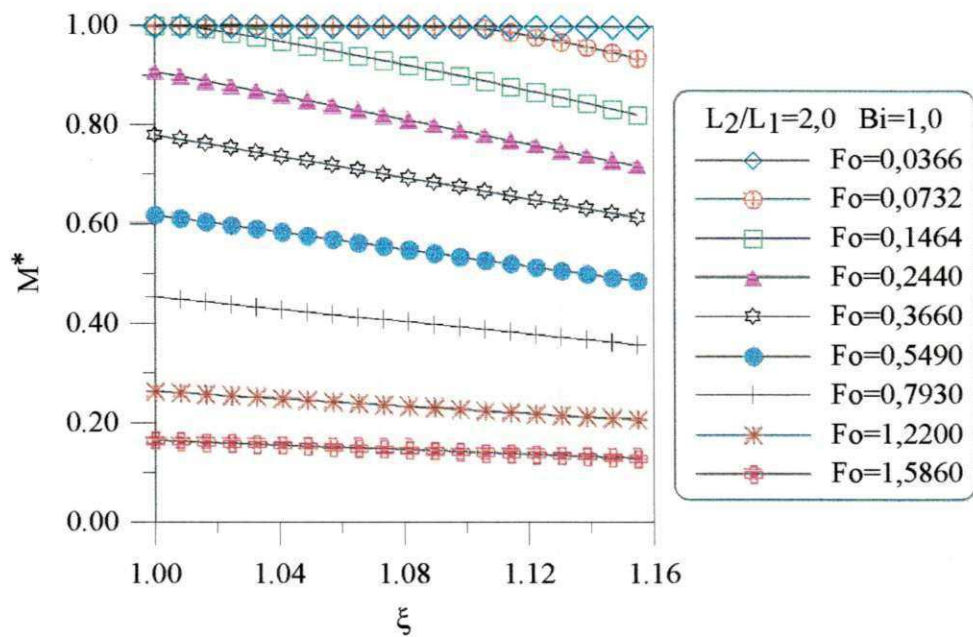 1.00
0.80
0.60
0.40
0.20
0.00
M*
1.00 1.04 1.08 1.12 1.16
ξ
L2/L1=2,0 Bi=1,0
Fo=0,0366
Fo=0,0732
Fo=0,1464
Fo=0,2440
Fo=0,3660
Fo=0,5490
Fo=0,7930
Fo=1,2200
Fo=1,5860